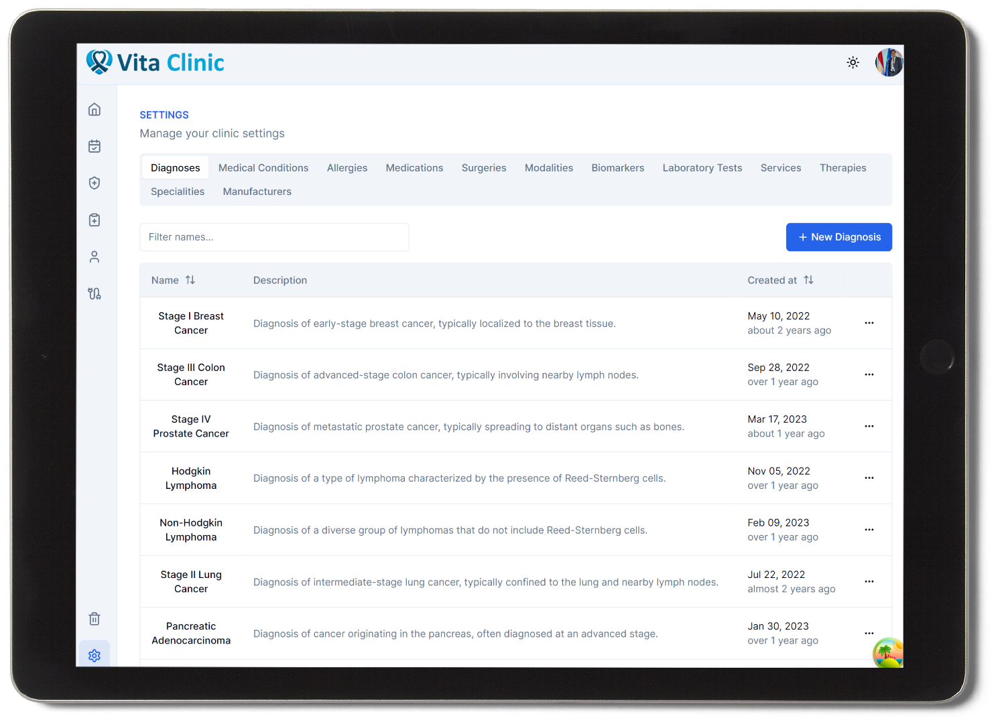 Vita Clinic
SETTINGS
Manage your clinic settings
Diagnoses Medical Conditions Allergies Medications Surgeries Modalities Biomarkers Laboratory Tests Services Therapies
Specialities Manufacturers
Filter names...
+ New Diagnosis
Name Description Created at
Stage I Breast
Cancer
Diagnosis of early-stage breast cancer, typically localized to the breast tissue.
May 10, 2022
about 2 years ago
Stage III Colon
Cancer
Diagnosis of advanced-stage colon cancer, typically involving nearby lymph nodes.
Sep 28, 2022
over 1 year ago
Stage IV
Prostate Cancer
Diagnosis of metastatic prostate cancer, typically spreading to distant organs such as bones.
Mar 17, 2023
about 1 year ago
Hodgkin
Lymphoma
Diagnosis of a type of lymphoma characterized by the presence of Reed-Sternberg cells.
Nov 05, 2022
over 1 year ago
Non-Hodgkin
Lymphoma
Diagnosis of a diverse group of lymphomas that do not include Reed-Sternberg cells.
Feb 09, 2023
over 1 year ago
Stage II Lung
Cancer
Diagnosis of intermediate-stage lung cancer, typically confined to the lung and nearby lymph nodes.
Jul 22, 2022
almost 2 years ago
Pancreatic
Adenocarcinoma
Diagnosis of cancer originating in the pancreas, often diagnosed at an advanced stage.
Jan 30, 2023
over 1 year ago